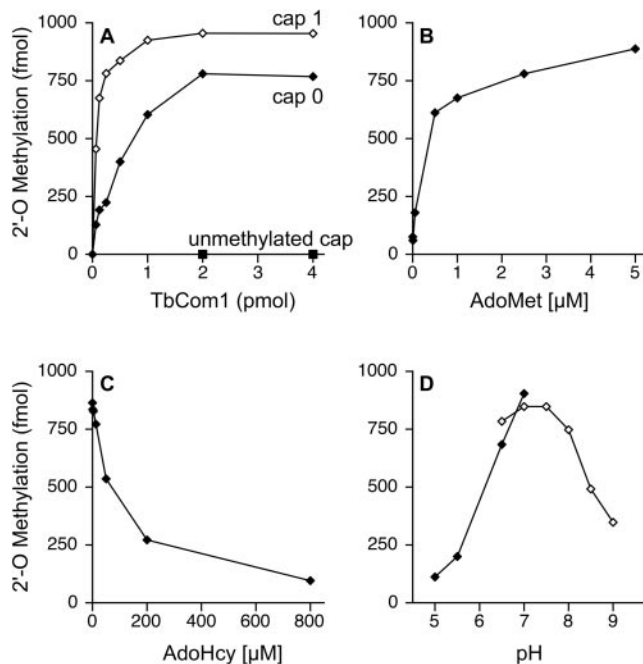 A
2'-O Methylation (fmol)
1000
750
500
250
0
cap 1
cap 0
unmethylated cap
0 1 2 3 4
TbCom1 (pmol)
B
1000
750
500
250
0
0 1 2 3 4 5
AdoMet [µM]
C
2'-O Methylation (fmol)
1000
750
500
250
0
0 200 400 600 800
AdoHcy [µM]
D
1000
750
500
250
0
5 6 7 8 9
pH